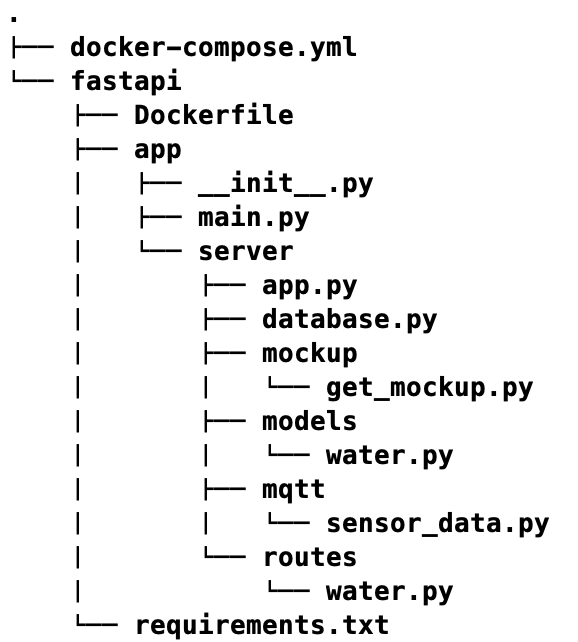 .
├── docker-compose.yml
└── fastapi
    ├── Dockerfile
    ├── app
    │   ├── __init__.py
    │   ├── main.py
    │   └── server
    │       ├── app.py
    │       ├── database.py
    │       ├── mockup
    │       │   └── get_mockup.py
    │       ├── models
    │       │   └── water.py
    │       ├── mqtt
    │       │   └── sensor_data.py
    │       └── routes
    │           └── water.py
    └── requirements.txt